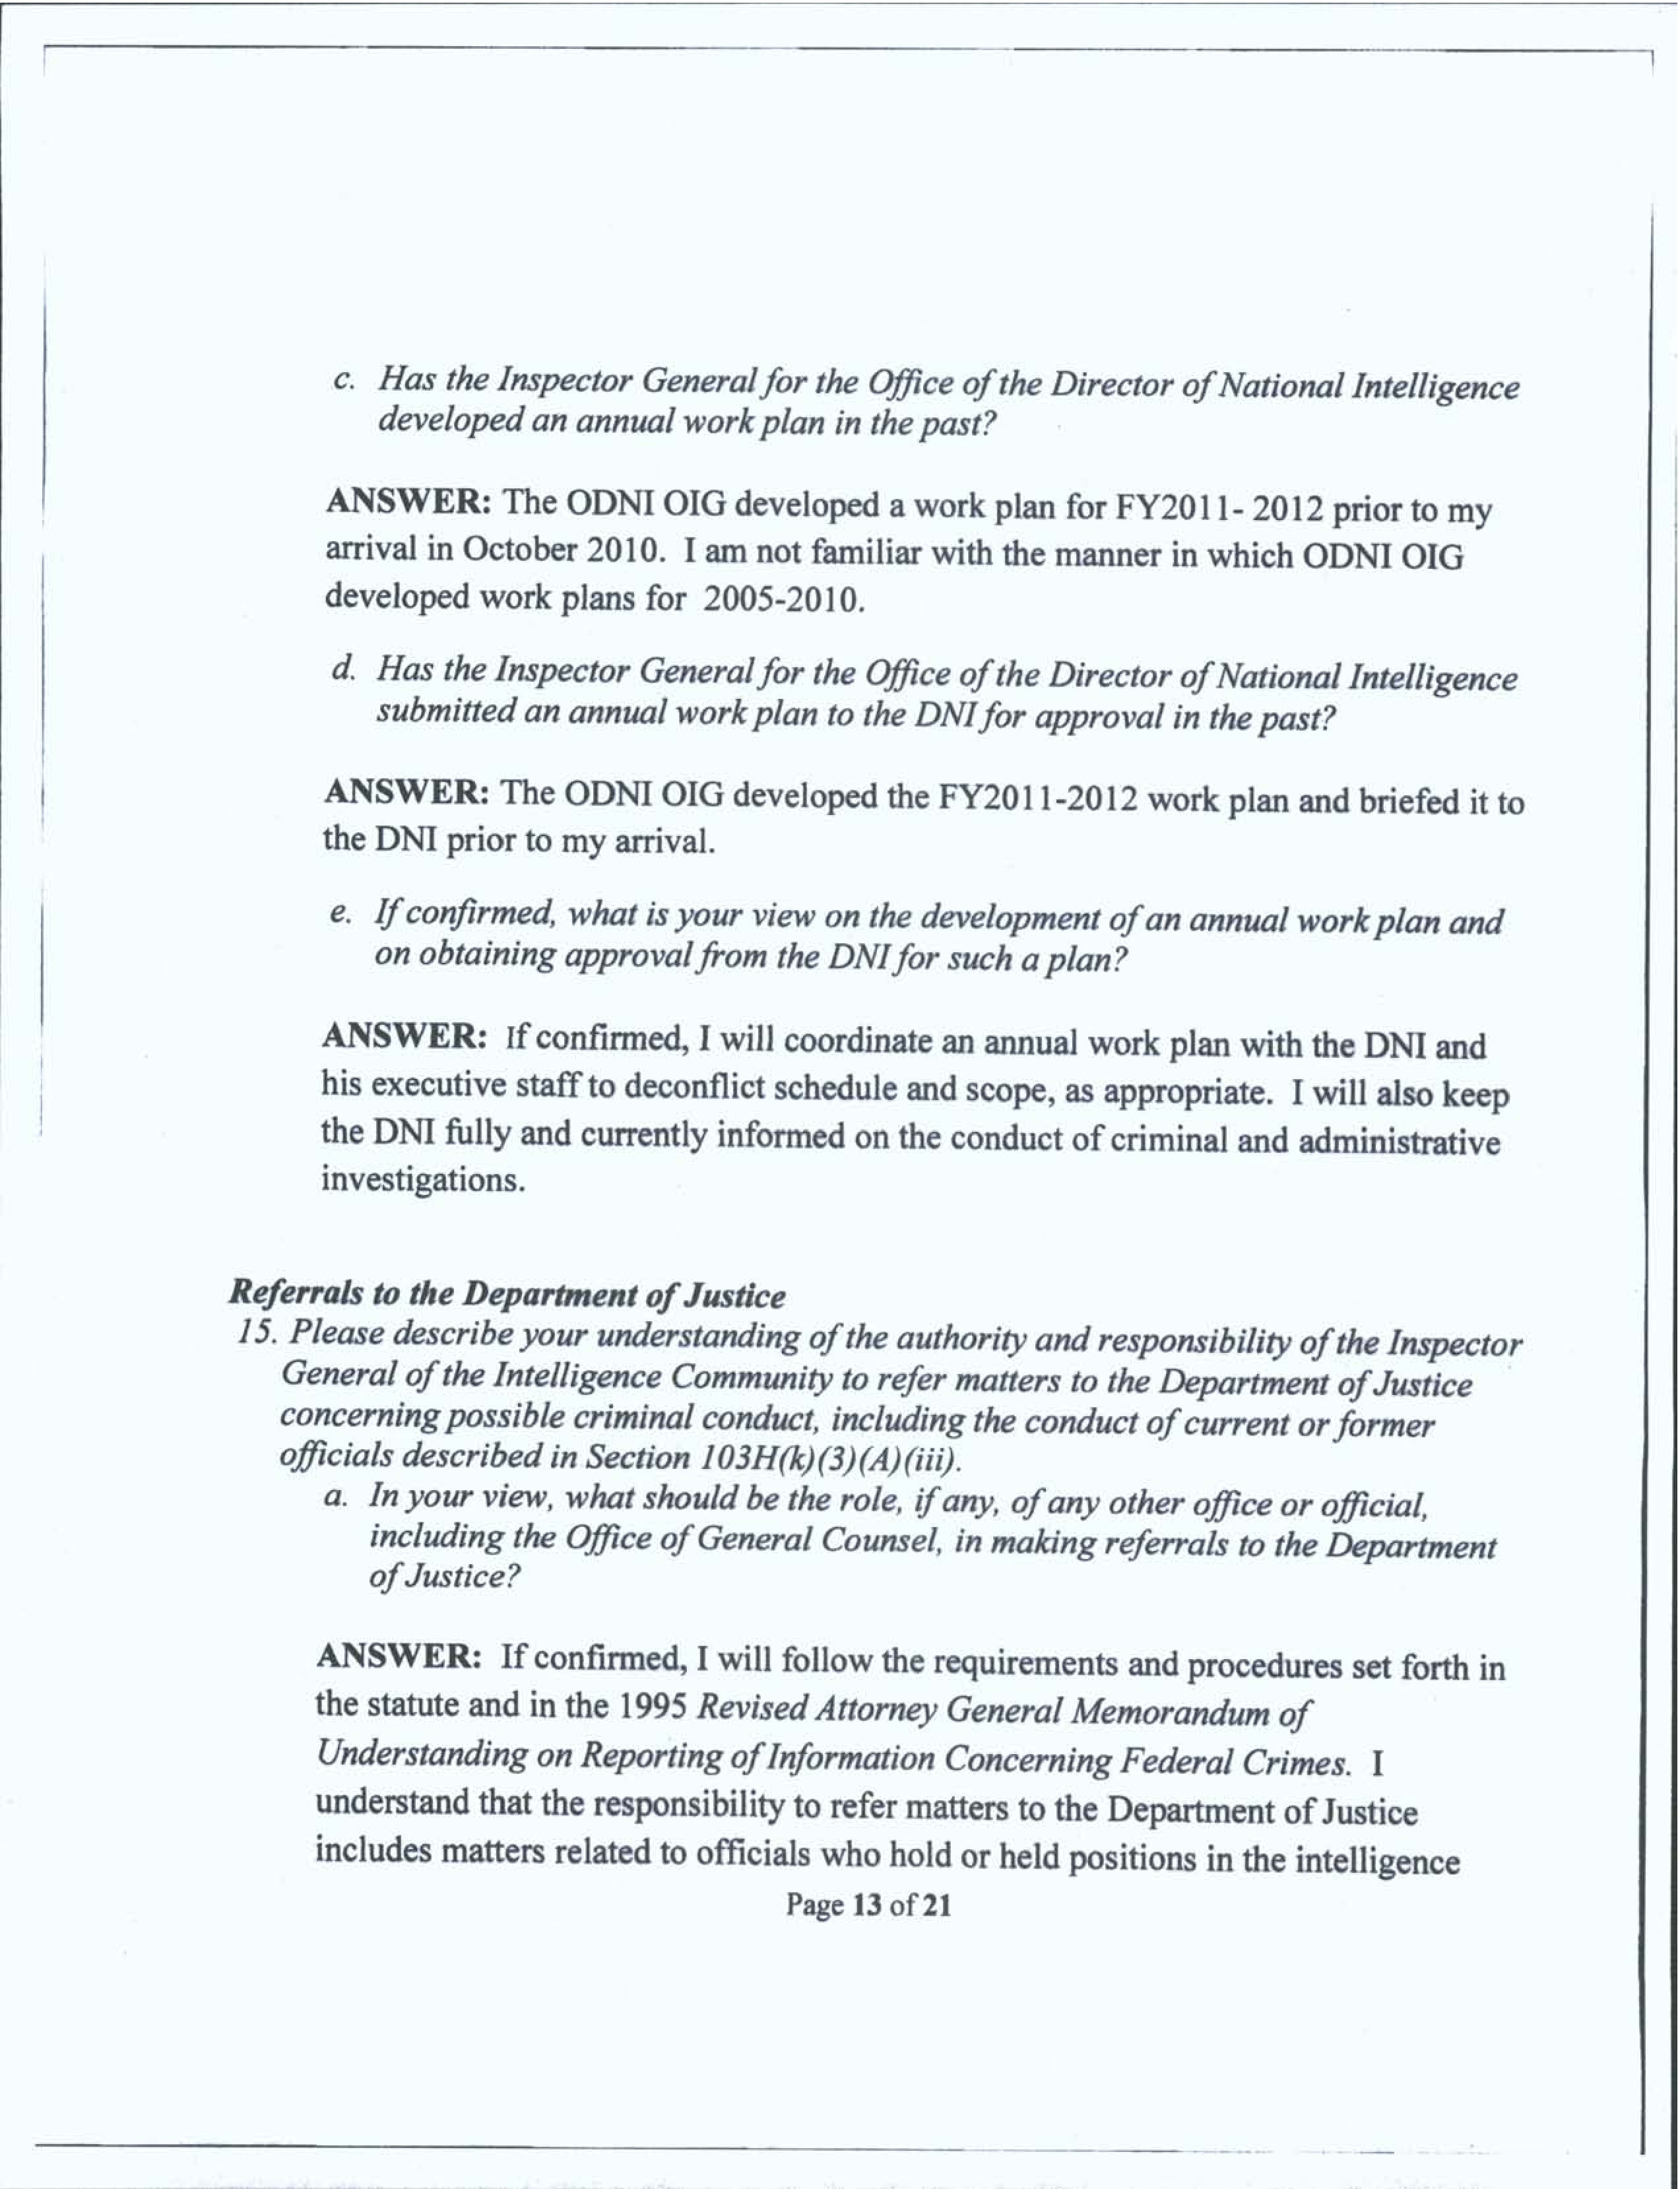 c. Has the Inspector General for the Office of the Director of National Intelligence
developed an annual work plan in the past?
ANSWER: The ODNI OIG developed a work plan for FY2011- 2012 prior to my
arrival in October 2010. I am not familiar with the manner in which ODNI OIG
developed work plans for 2005-2010.
d. Has the Inspector General for the Office of the Director of National Intelligence
submitted an annual work plan to the DNI for approval in the past?
ANSWER: The ODNI OIG developed the FY2011-2012 work plan and briefed it to
the DNI prior to my arrival.
e. If confirmed, what is your view on the development of an annual work plan and
on obtaining approval from the DNI for such a plan?
ANSWER: If confirmed, I will coordinate an annual work plan with the DNI and
his executive staff to deconflict schedule and scope, as appropriate. I will also keep
the DNI fully and currently informed on the conduct of criminal and administrative
investigations.
Referrals to the Department of Justice
15. Please describe your understanding of the authority and responsibility of the Inspector
General of the Intelligence Community to refer matters to the Department of Justice
concerning possible criminal conduct, including the conduct of current or former
officials described in Section 103H(k)(3)(A)(iii).
a. In your view, what should be the role, if any, of any other office or official,
including the Office of General Counsel, in making referrals to the Department
of Justice?
ANSWER: If confirmed, I will follow the requirements and procedures set forth in
the statute and in the 1995 Revised Attorney General Memorandum of
Understanding on Reporting of Information Concerning Federal Crimes. I
understand that the responsibility to refer matters to the Department of Justice
includes matters related to officials who hold or held positions in the intelligence
Page 13 of 21